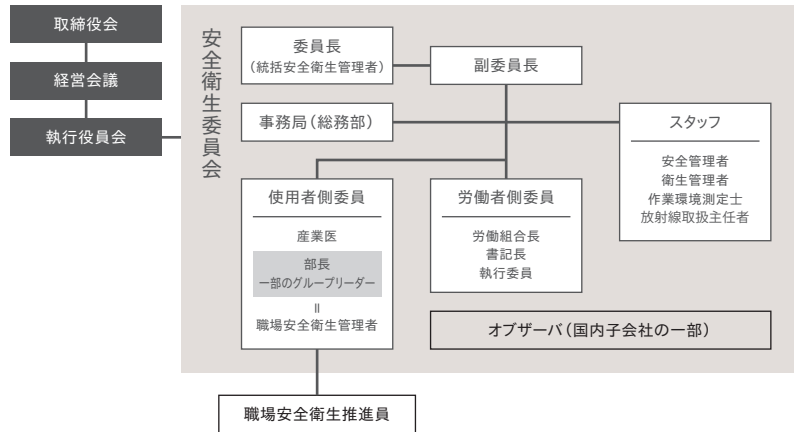 取締役会
経営会議
執行役員会
安全衛生委員会
委員長
(統括安全衛生管理者)
副委員長
事務局(総務部)
スタッフ
安全管理者
衛生管理者
作業環境測定士
放射線取扱主任者
使用者側委員
産業医
部長
一部のグループリーダー
=
職場安全衛生管理者
労働者側委員
労働組合長
書記長
執行委員
オブザーバ(国内子会社の一部)
職場安全衛生推進員